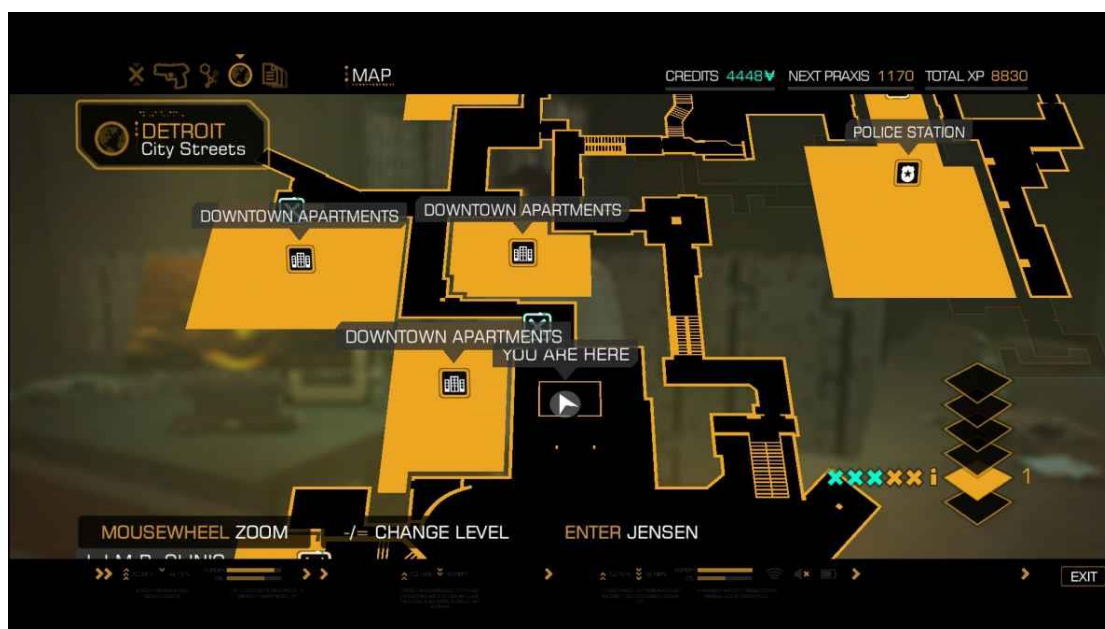 MAP
CREDITS 4448 NEXT PRAXIS 1170 TOTAL XP 8830
DETROIT
City Streets
POLICE STATION
DOWNTOWN APARTMENTS
DOWNTOWN APARTMENTS
DOWNTOWN APARTMENTS
YOU ARE HERE
1
MOUSEWHEEL ZOOM -/= CHANGE LEVEL ENTER JENSEN
EXIT